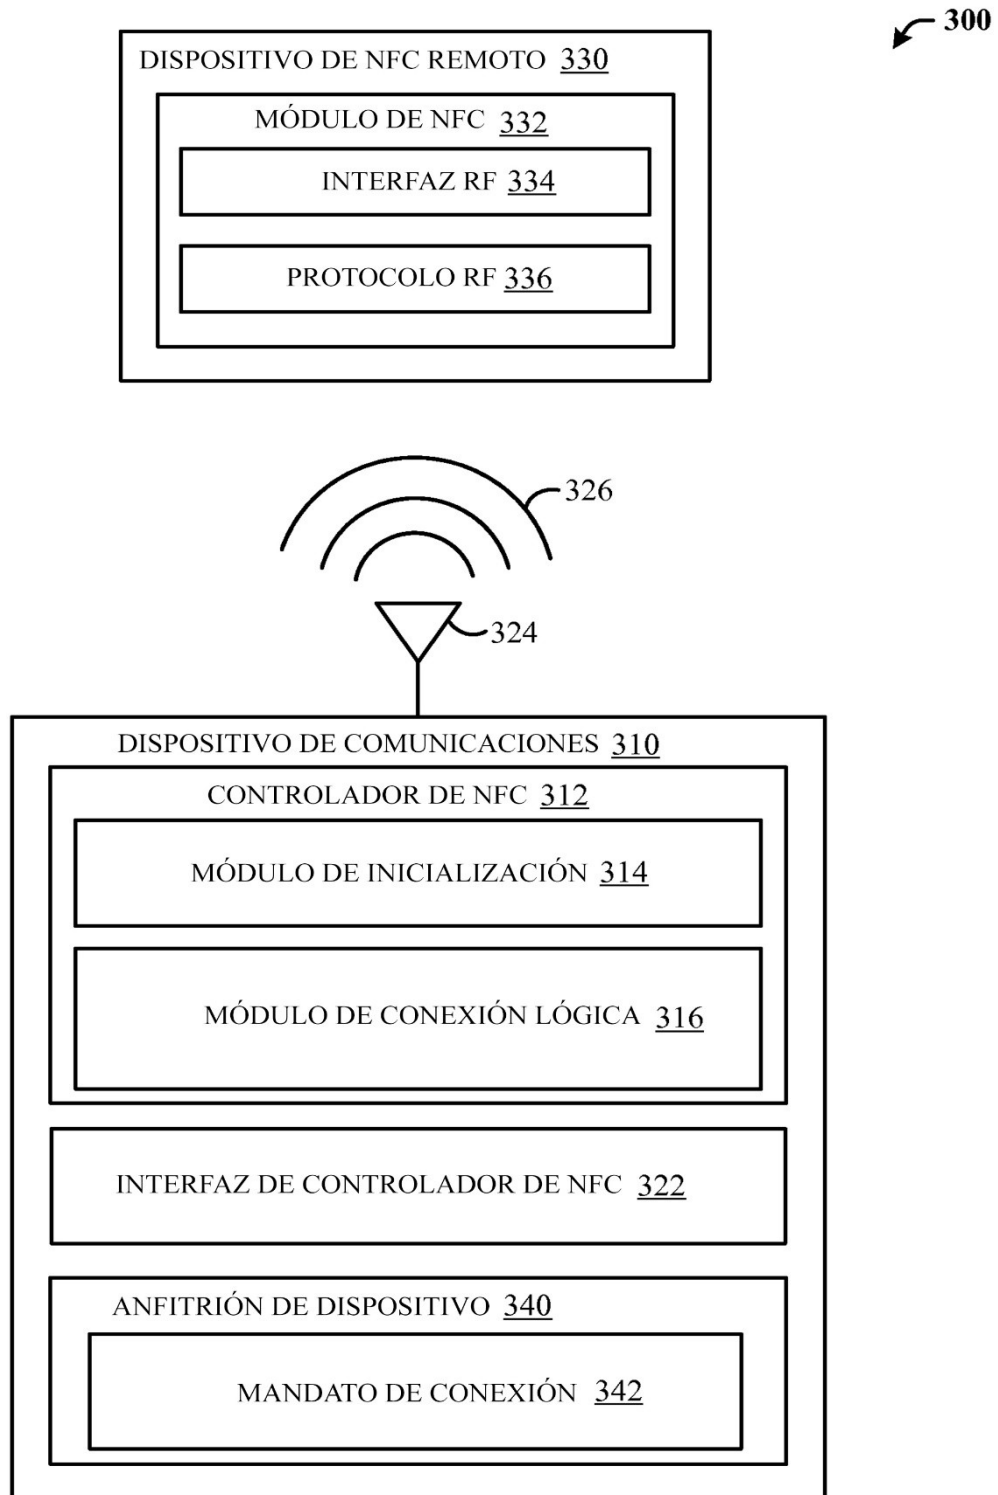 300
DISPOSITIVO DE NFC REMOTO 330
MÓDULO DE NFC 332
INTERFAZ RF 334
PROTOCOLO RF 336
326
324
DISPOSITIVO DE COMUNICACIONES 310
CONTROLADOR DE NFC 312
MÓDULO DE INICIALIZACIÓN 314
MÓDULO DE CONEXIÓN LÓGICA 316
INTERFAZ DE CONTROLADOR DE NFC 322
ANFITRIÓN DE DISPOSITIVO 340
MANDATO DE CONEXIÓN 342